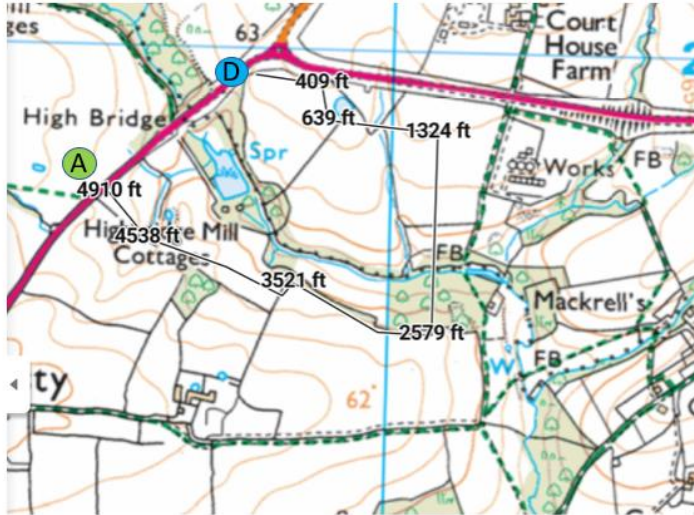 ges
63
Court
House
Farm
D
409 ft
639 ft
1324 ft
High Bridge
Spr
Works
FB
A
4910 ft
4538 ft
Mill
Cottages
FB
3521 ft
2579 ft
Mackrell's
W
FB
ty
62